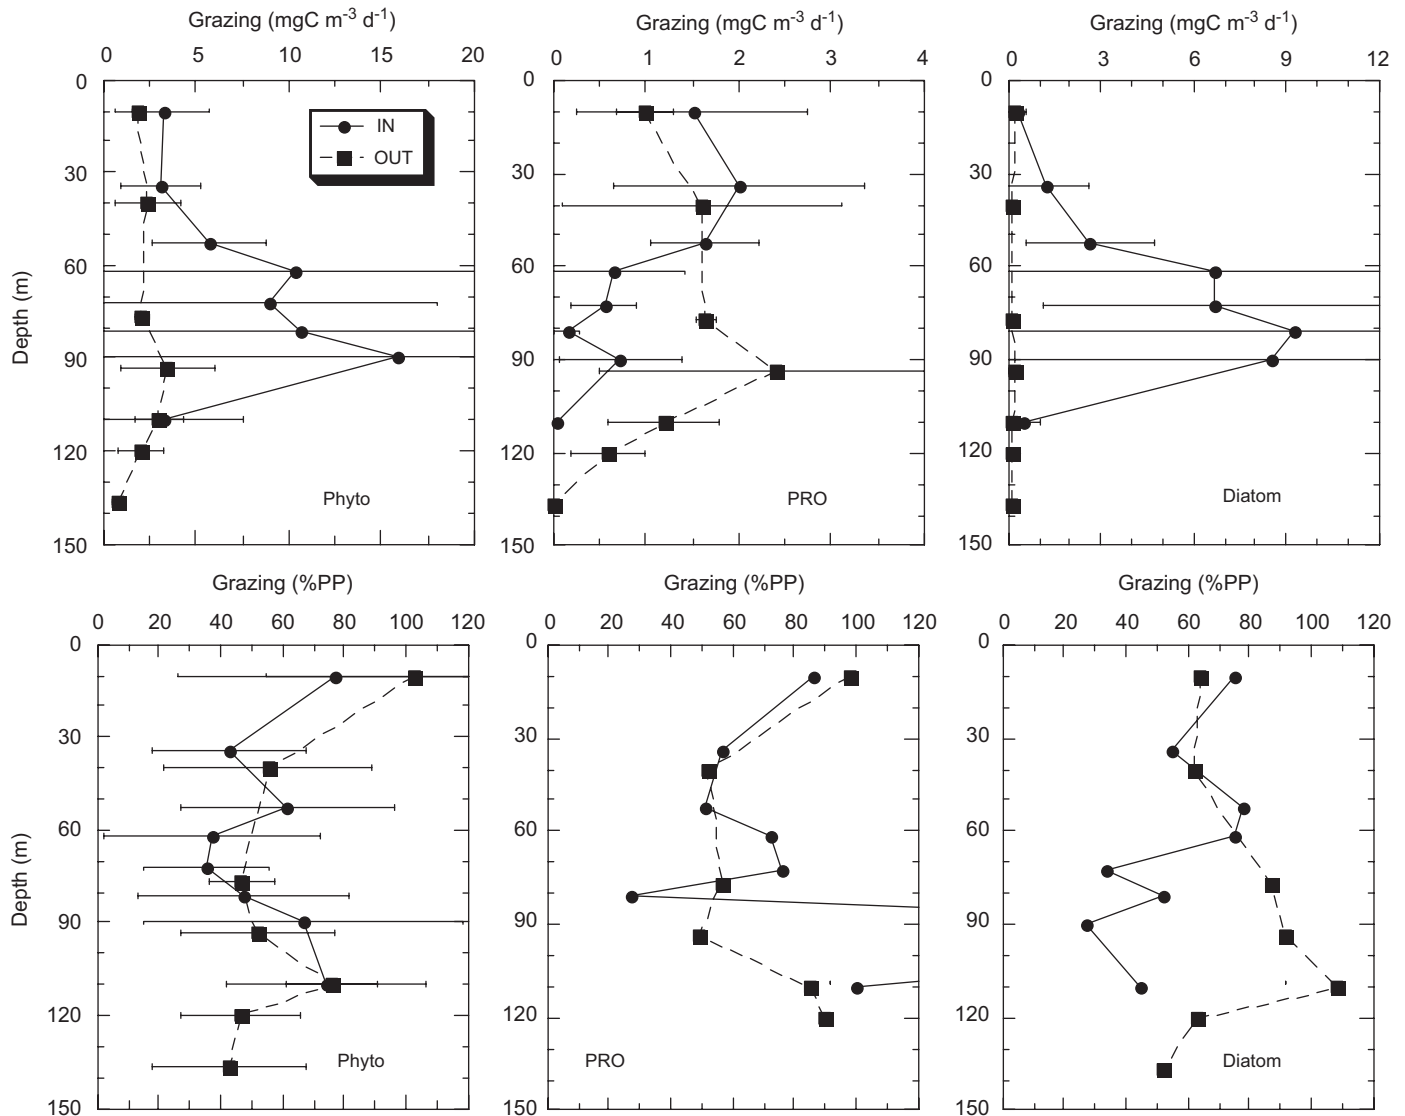 Grazing (mgC m-3 d-1) Grazing (mgC m-3 d-1) Grazing (mgC m-3 d-1)
0 5 10 15 20 0 1 2 3 4 0 3 6 9 12
0 0 0
IN
OUT
30 30 30
60 60 60
Depth (m)
90 90 90
120 120 120
Phyto PRO Diatom
150 150 150
Grazing (%PP) Grazing (%PP) Grazing (%PP)
0 20 40 60 80 100 120 0 20 40 60 80 100 120 0 20 40 60 80 100 120
0 0 0
30 30 30
60 60 60
Depth (m)
90 90 90
120 120 120
Phyto PRO Diatom
150 150 150